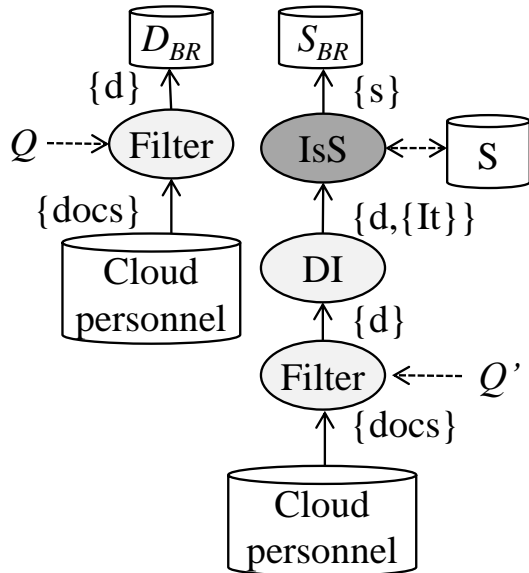 D_BR
{d}
Q
Filter
{docs}
Cloud
personnel
S_BR
{s}
IsS
S
{d,{It}}
DI
{d}
Filter
Q’
{docs}
Cloud
personnel